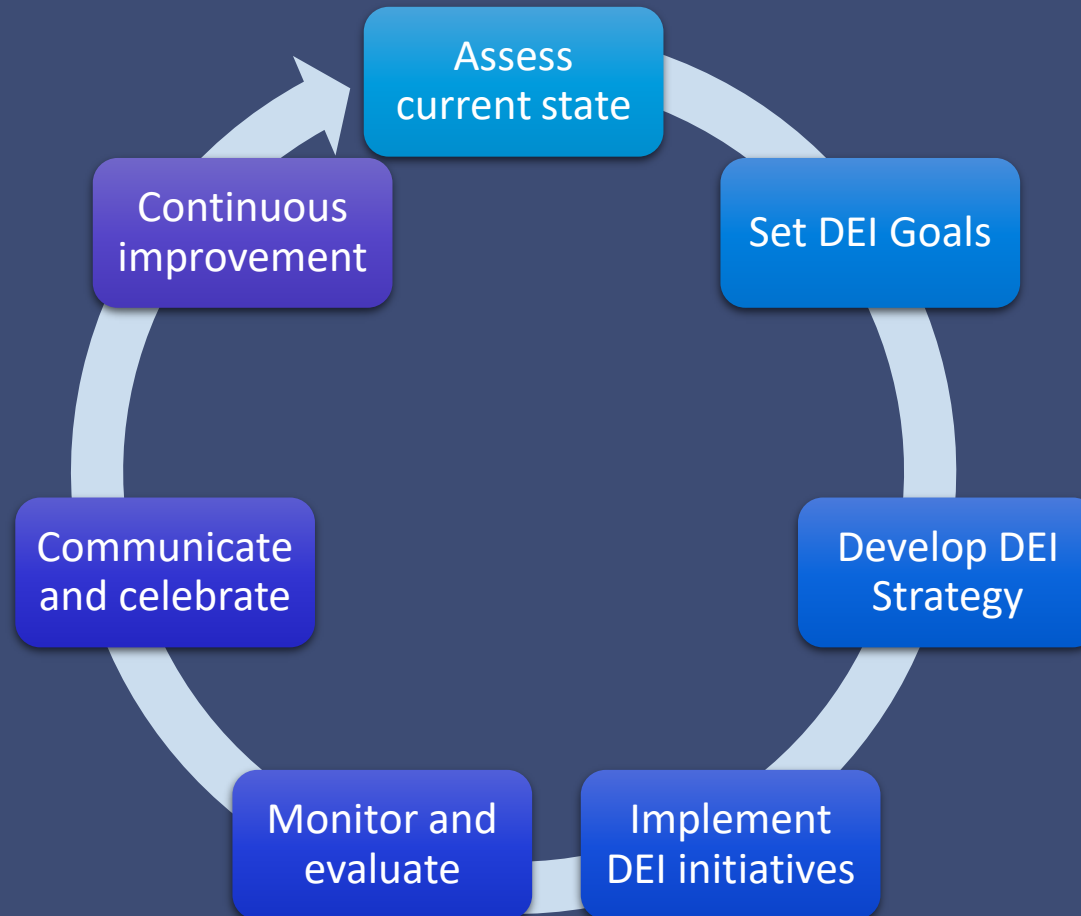 Assess
current state
Set DEI Goals
Develop DEI
Strategy
Implement
DEI initiatives
Monitor and
evaluate
Communicate
and celebrate
Continuous
improvement